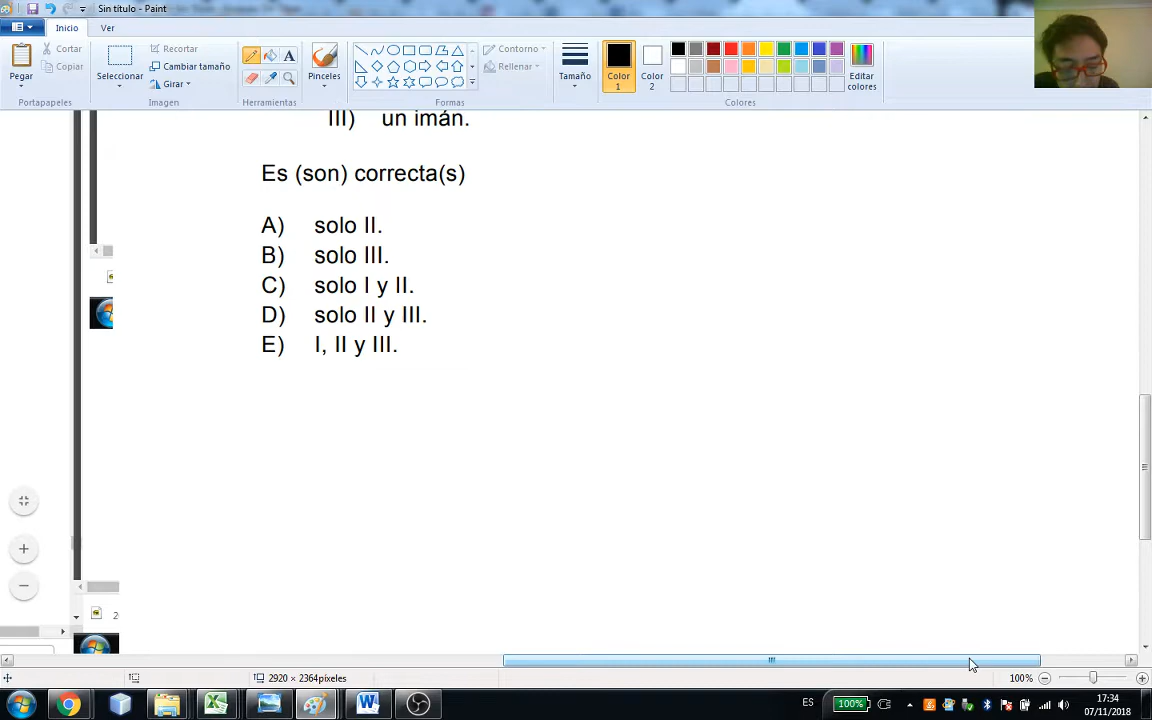 Sin título - Paint
Inicio
Ver
Pegar
Cortar
Copiar
Portapapeles
Seleccionar
Recortar
Cambiar tamaño
Girar
Imagen
A
Herramientas
Pinceles
Contorno
Rellenar
Formas
Tamaño
Color 1
Color 2
Editar colores
Colores
III) un imán.
Es (son) correcta(s)
A) solo II.
B) solo III.
C) solo I y II.
D) solo II y III.
E) I, II y III.
2
2920 × 2364píxeles
100%
ES
100%
17:34
07/11/2018